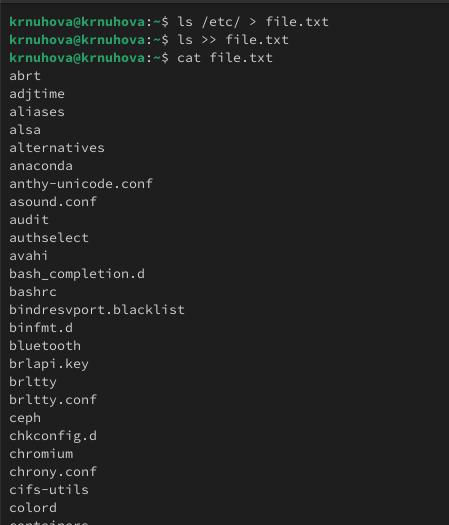 krnuhova@krnuhova:~$ ls /etc/ > file.txt
krnuhova@krnuhova:~$ ls >> file.txt
krnuhova@krnuhova:~$ cat file.txt
abrt
adjtime
aliases
alsa
alternatives
anaconda
anthy-unicode.conf
asound.conf
audit
authselect
avahi
bash_completion.d
bashrc
bindresvport.blacklist
binfmt.d
bluetooth
brlapi.key
brltty
brltty.conf
ceph
chkconfig.d
chromium
chrony.conf
cifs-utils
colord